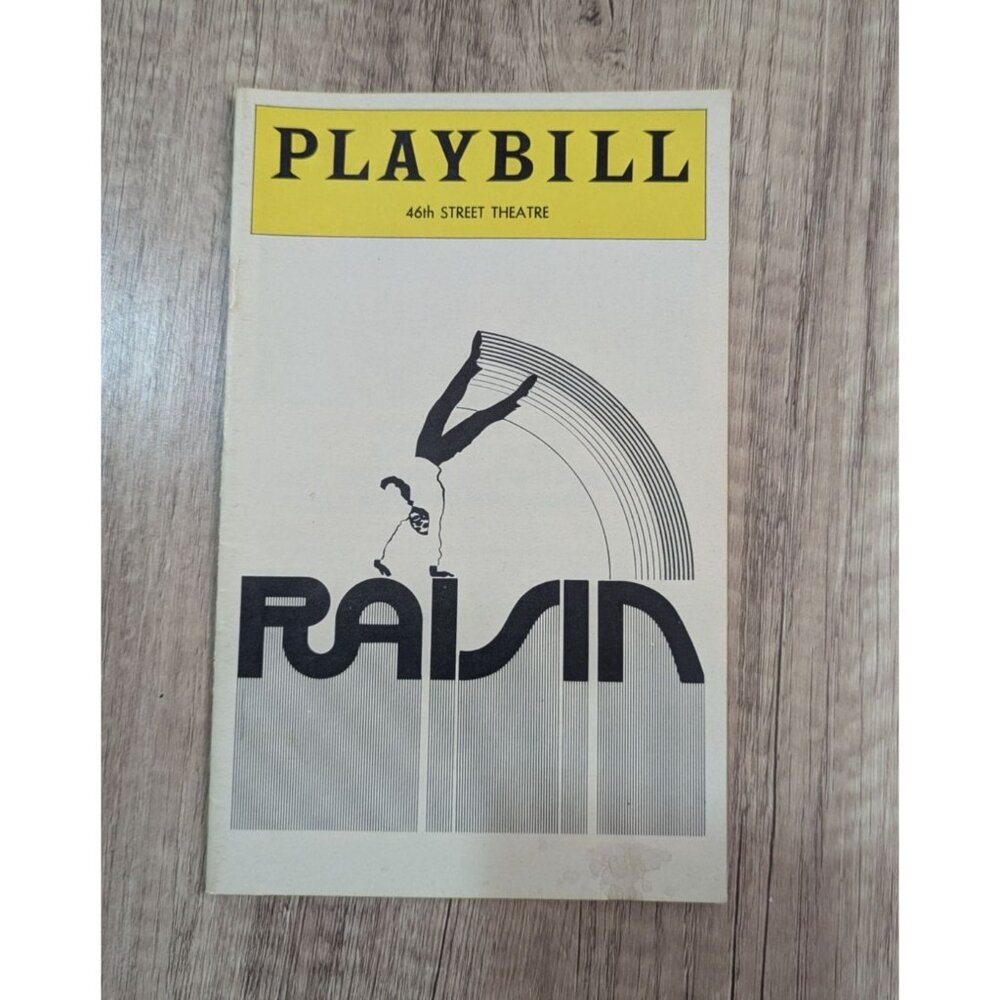 PLAYBILL
46th STREET THEATRE
RAISIN